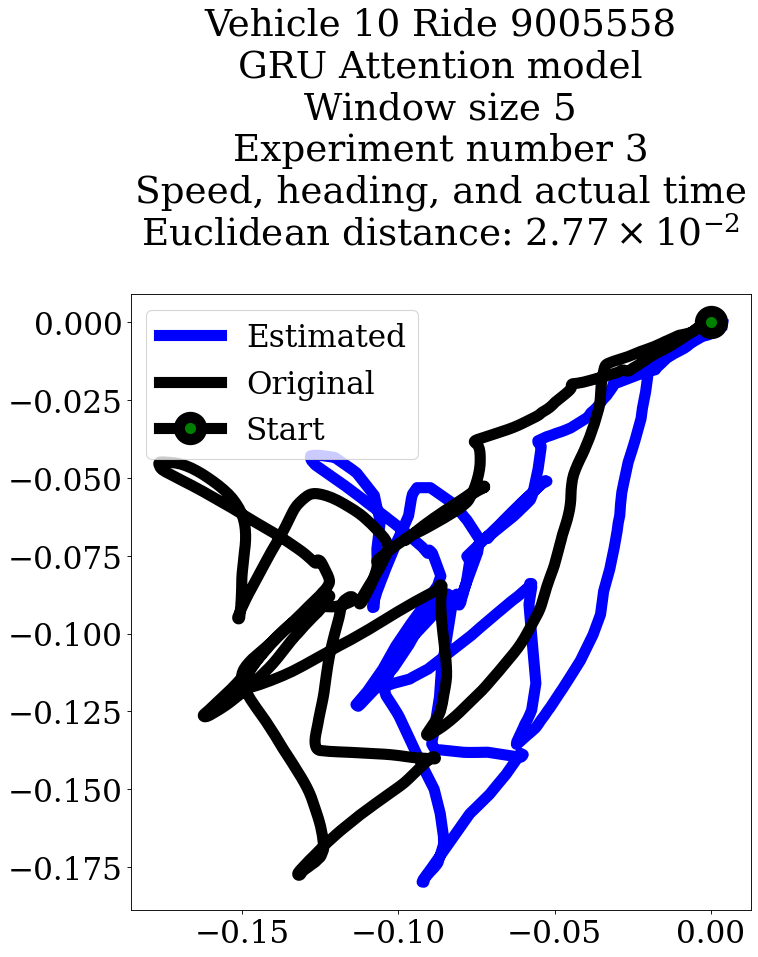 Vehicle 10 Ride 9005558
GRU Attention model
Window size 5
Experiment number 3
Speed, heading, and actual time
Euclidean distance: 2.77 × 10⁻²
Estimated
Original
Start
0.000
−0.025
−0.050
−0.075
−0.100
−0.125
−0.150
−0.175
−0.15 −0.10 −0.05 0.00